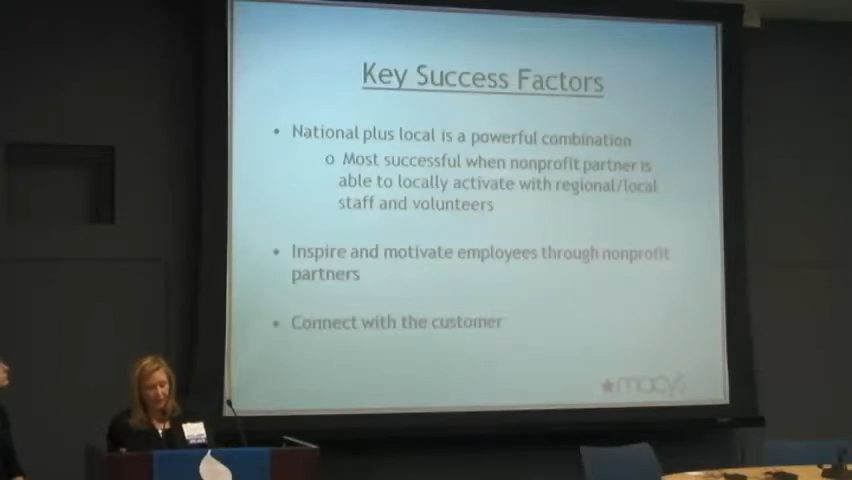 Key Success Factors
• National plus local is a powerful combination
o Most successful when nonprofit partner is
able to locally activate with regional/local
staff and volunteers
• Inspire and motivate employees through nonprofit
partners
• Connect with the customer
★macy's